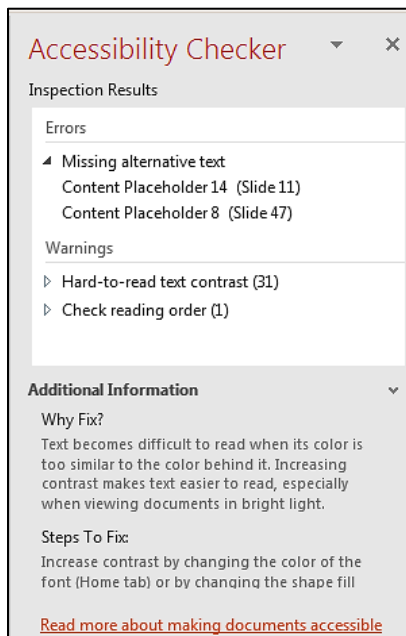 Accessibility Checker
Inspection Results
Errors
Missing alternative text
Content Placeholder 14 (Slide 11)
Content Placeholder 8 (Slide 47)
Warnings
Hard-to-read text contrast (31)
Check reading order (1)
Additional Information
Why Fix?
Text becomes difficult to read when its color is
too similar to the color behind it. Increasing
contrast makes text easier to read, especially
when viewing documents in bright light.
Steps To Fix:
Increase contrast by changing the color of the
font (Home tab) or by changing the shape fill
Read more about making documents accessible